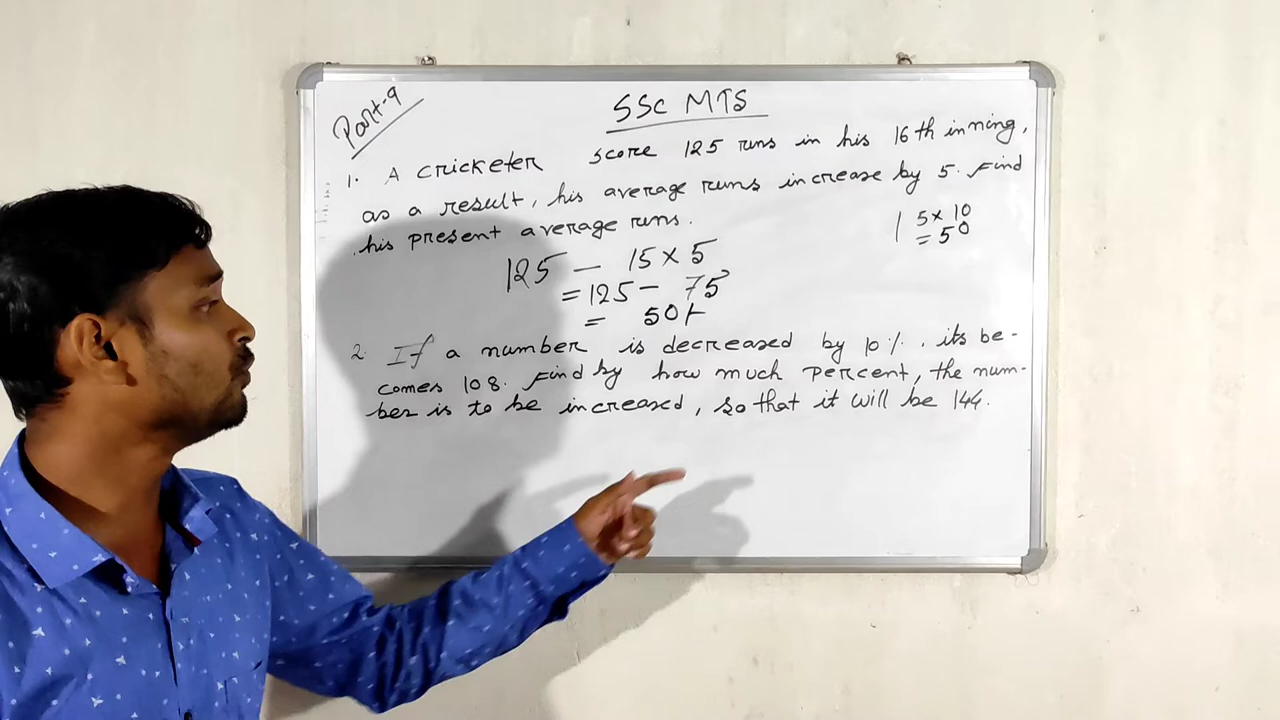 Part-9
SSC MTS
1. A cricketer score 125 runs in his 16th inning,
as a result, his average runs increase by 5. Find
his present average runs.
5 × 10
= 50
125 - 15 × 5
= 125 - 75
= 50
2. If a number is decreased by 10%, its be-
comes 108. Find by how much percent, the num-
ber is to be increased, so that it will be 144.